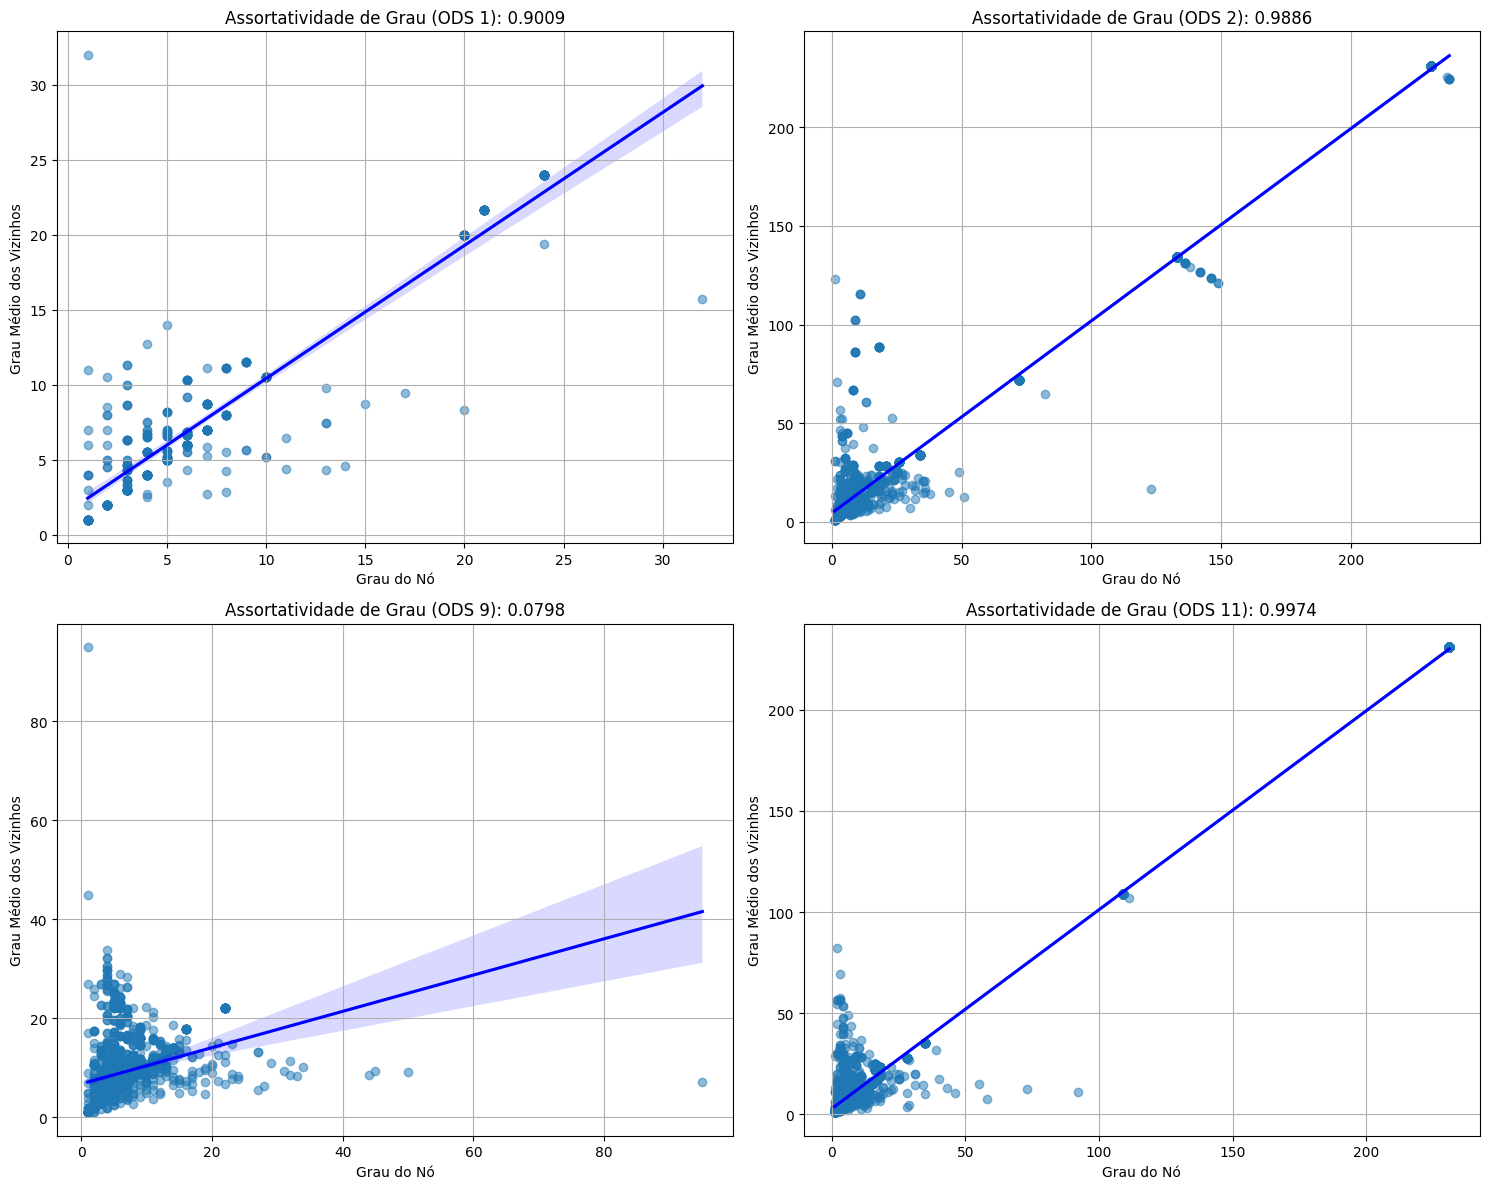 Assortatividade de Grau (ODS 1): 0.9009
Grau Médio dos Vizinhos
30
25
20
15
10
5
0
0 5 10 15 20 25 30
Grau do Nó
Assortatividade de Grau (ODS 2): 0.9886
Grau Médio dos Vizinhos
200
150
100
50
0
0 50 100 150 200
Grau do Nó
Assortatividade de Grau (ODS 9): 0.0798
Grau Médio dos Vizinhos
80
60
40
20
0
0 20 40 60 80
Grau do Nó
Assortatividade de Grau (ODS 11): 0.9974
Grau Médio dos Vizinhos
200
150
100
50
0
0 50 100 150 200
Grau do Nó